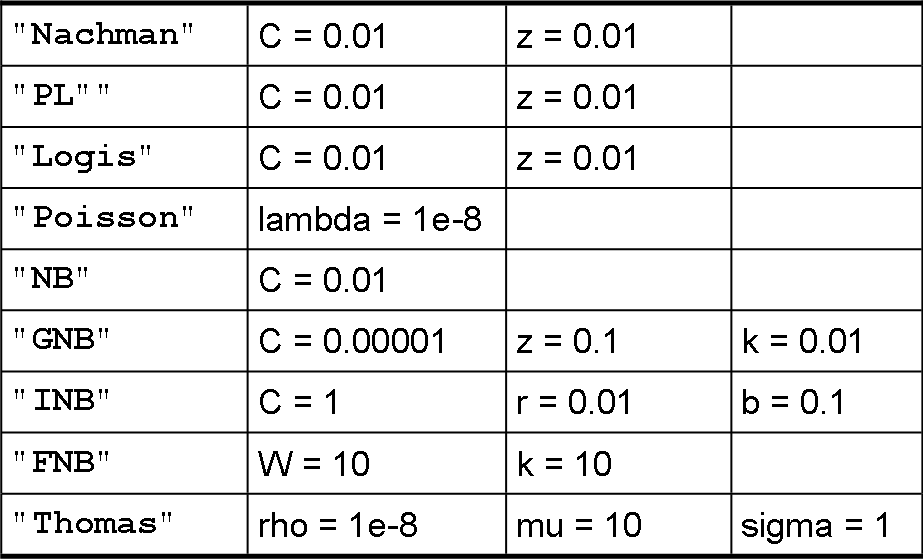 "Nachman" C = 0.01 z = 0.01
"PL"" C = 0.01 z = 0.01
"Logis" C = 0.01 z = 0.01
"Poisson" lambda = 1e-8
"NB" C = 0.01
"GNB" C = 0.00001 z = 0.1 k = 0.01
"INB" C = 1 r = 0.01 b = 0.1
"FNB" W = 10 k = 10
"Thomas" rho = 1e-8 mu = 10 sigma = 1